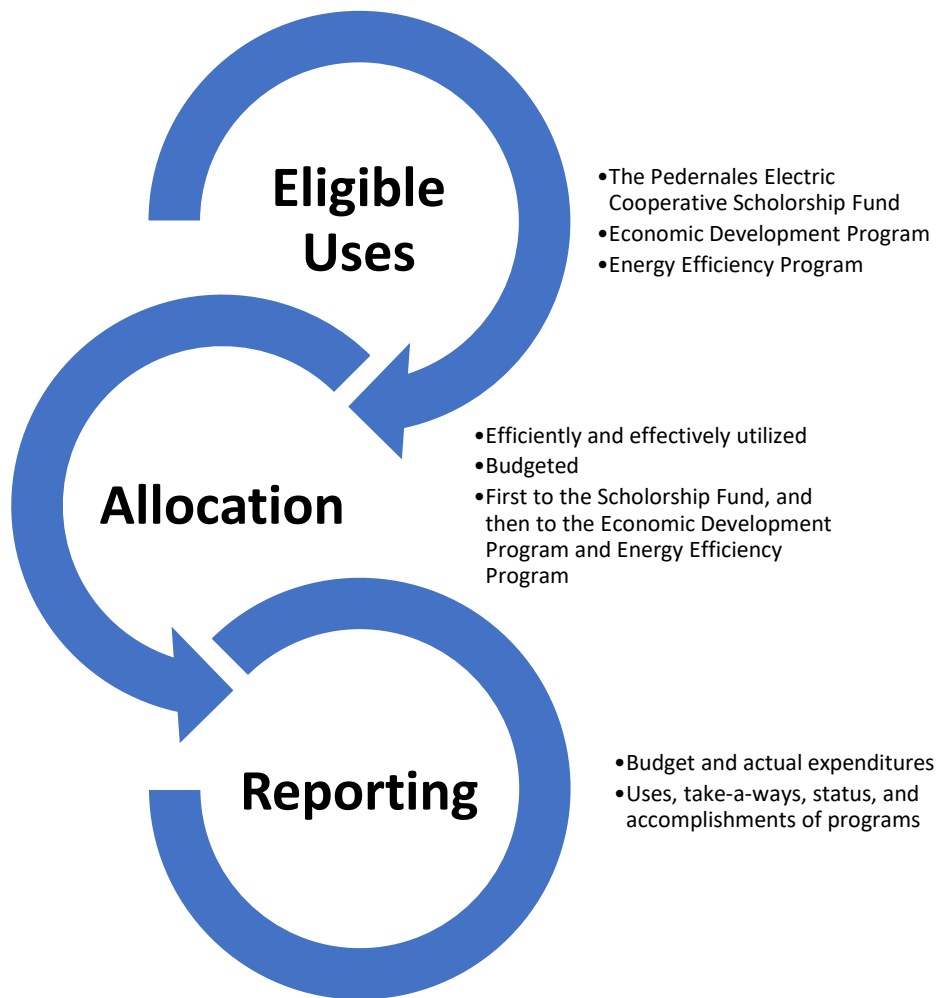 Eligible
Uses
•The Pedernales Electric
Cooperative Scholorship Fund
•Economic Development Program
•Energy Efficiency Program
Allocation
•Efficiently and effectively utilized
•Budgeted
•First to the Scholorship Fund, and
then to the Economic Development
Program and Energy Efficiency
Program
Reporting
•Budget and actual expenditures
•Uses, take-a-ways, status, and
accomplishments of programs